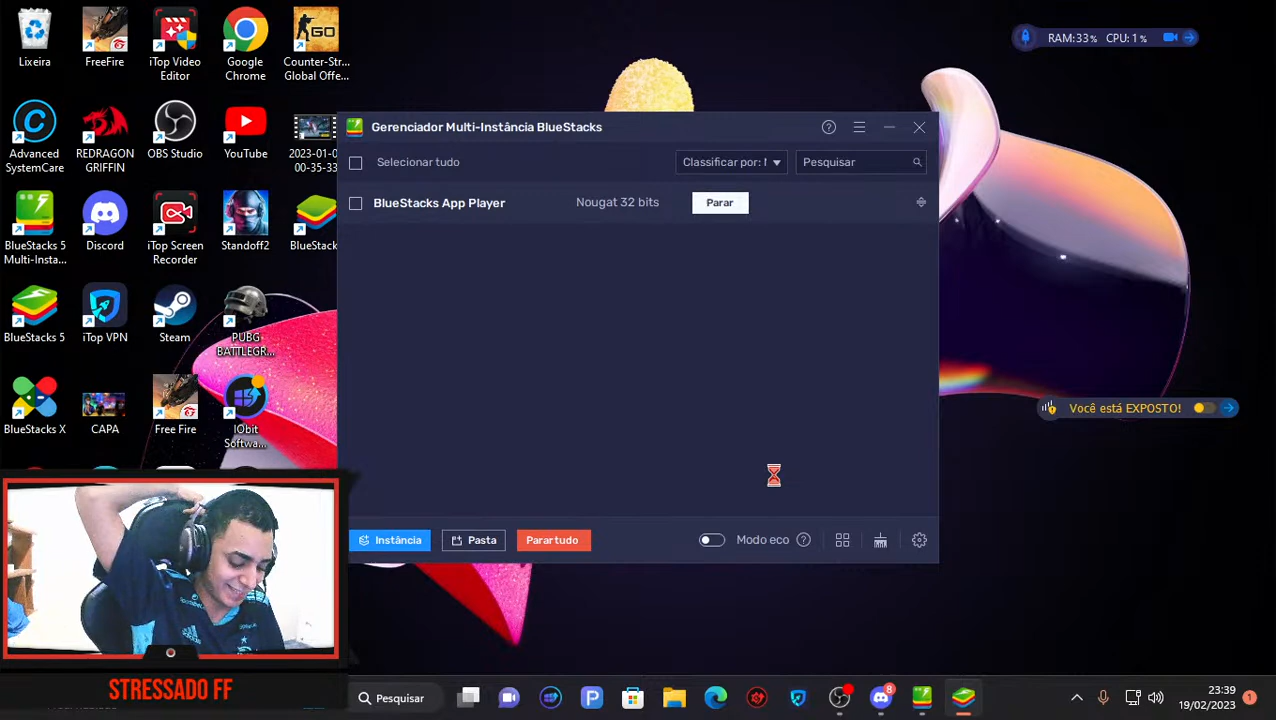 Lixeira
FreeFire
iTop Video
Editor
Google
Chrome
GO
Counter-Str...
Global Offe...
RAM:33% CPU: 1%
Gerenciador Multi-Instância BlueStacks
Selecionar tudo
Classificar por:
Pesquisar
BlueStacks App Player
Nougat 32 bits
Parar
Advanced
SystemCare
REDRAGON
GRIFFIN
OBS Studio
YouTube
2023-01-0
00-35-33
BlueStacks 5
Multi-Insta...
Discord
iTop Screen
Recorder
Standoff2
BlueStack
BlueStacks 5
iTop VPN
Steam
PUBG
BATTLEGR...
BlueStacks X
CAPA
Free Fire
IObit
Softwa...
Você está EXPOSTO!
Instância
Pasta
Parar tudo
Modo eco
STRESSADO FF
Pesquisar
8
23:39
19/02/2023
1